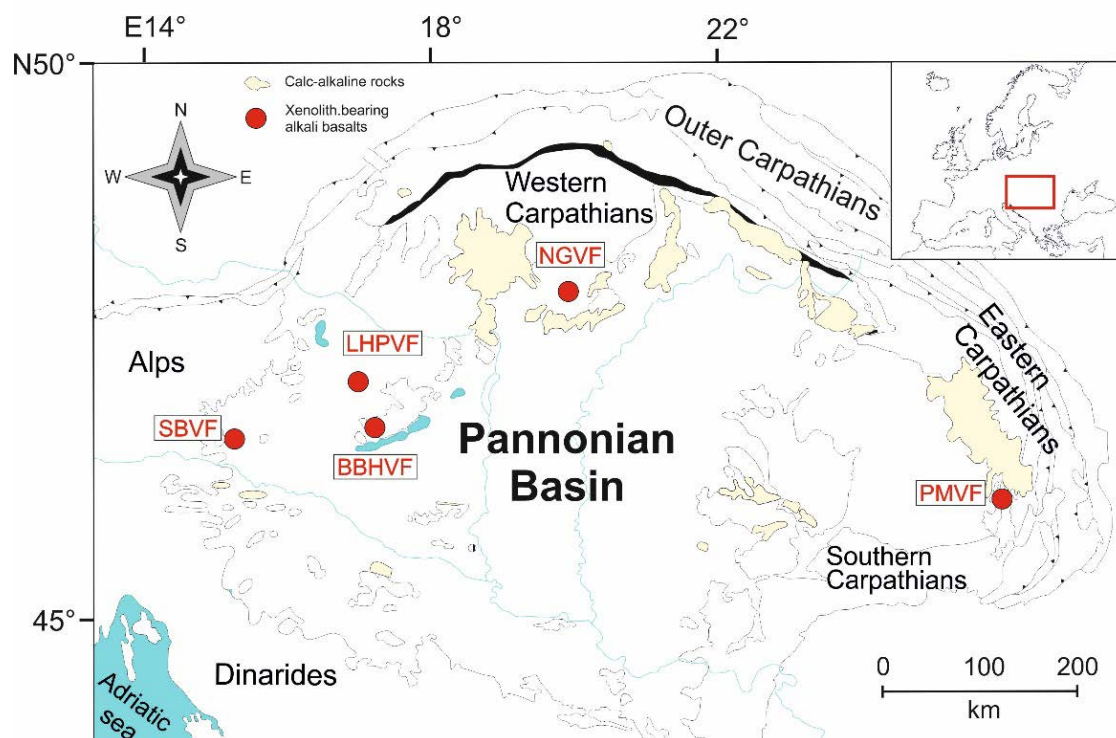 E14°
18
22°
N50°
Calc-alkaline rocks
Xenolith.bearing
alkali basalts
N
W
E
S
Outer Carpathians
Western
Carpathians
NGVF
LHPVF
Alps
Eastern
Carpathians
SBVF
BBHVF
Pannonian
Basin
PMVF
Southern
Carpathians
45°
Dinarides
Adriatic
sea
0
100
200
km